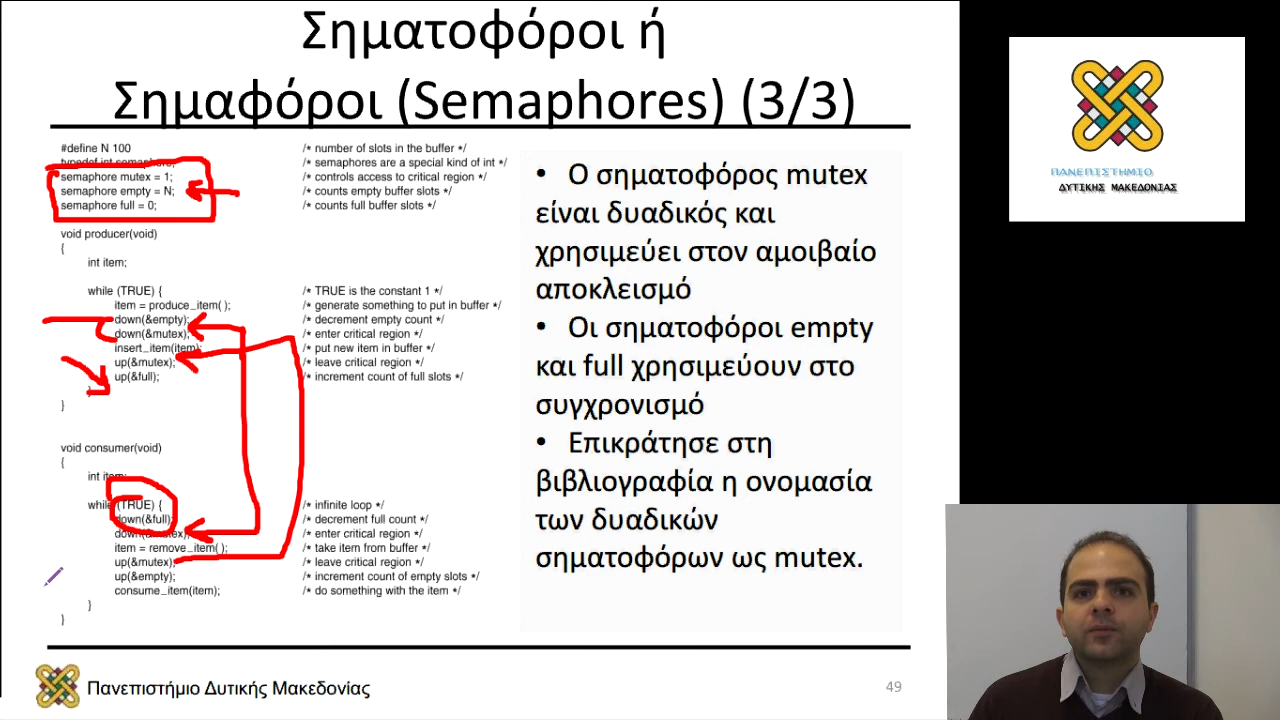 Σηματοφόροι ή
Σημαφόροι (Semaphores) (3/3)
#define N 100 /* number of slots in the buffer */
typedef int semaphore; /* semaphores are a special kind of int */
semaphore mutex = 1; /* controls access to critical region */
semaphore empty = N; /* counts empty buffer slots */
semaphore full = 0; /* counts full buffer slots */
void producer(void)
{
int item;
while (TRUE) { /* TRUE is the constant 1 */
item = produce_item( ); /* generate something to put in buffer */
down(&empty); /* decrement empty count */
down(&mutex); /* enter critical region */
insert_item(item); /* put new item in buffer */
up(&mutex); /* leave critical region */
up(&full); /* increment count of full slots */
}
}
void consumer(void)
{
int item;
while (TRUE) { /* infinite loop */
down(&full); /* decrement full count */
down(&mutex); /* enter critical region */
item = remove_item( ); /* take item from buffer */
up(&mutex); /* leave critical region */
up(&empty); /* increment count of empty slots */
consume_item(item); /* do something with the item */
}
}
• Ο σηματοφόρος mutex
είναι δυαδικός και
χρησιμεύει στον αμοιβαίο
αποκλεισμό
• Οι σηματοφόροι empty
και full χρησιμεύουν στο
συγχρονισμό
• Επικράτησε στη
βιβλιογραφία η ονομασία
των δυαδικών
σηματοφόρων ως mutex.
Πανεπιστήμιο Δυτικής Μακεδονίας
49
ΠΑΝΕΠΙΣΤΗΜΙΟ
ΔΥΤΙΚΗΣ ΜΑΚΕΔΟΝΙΑΣ